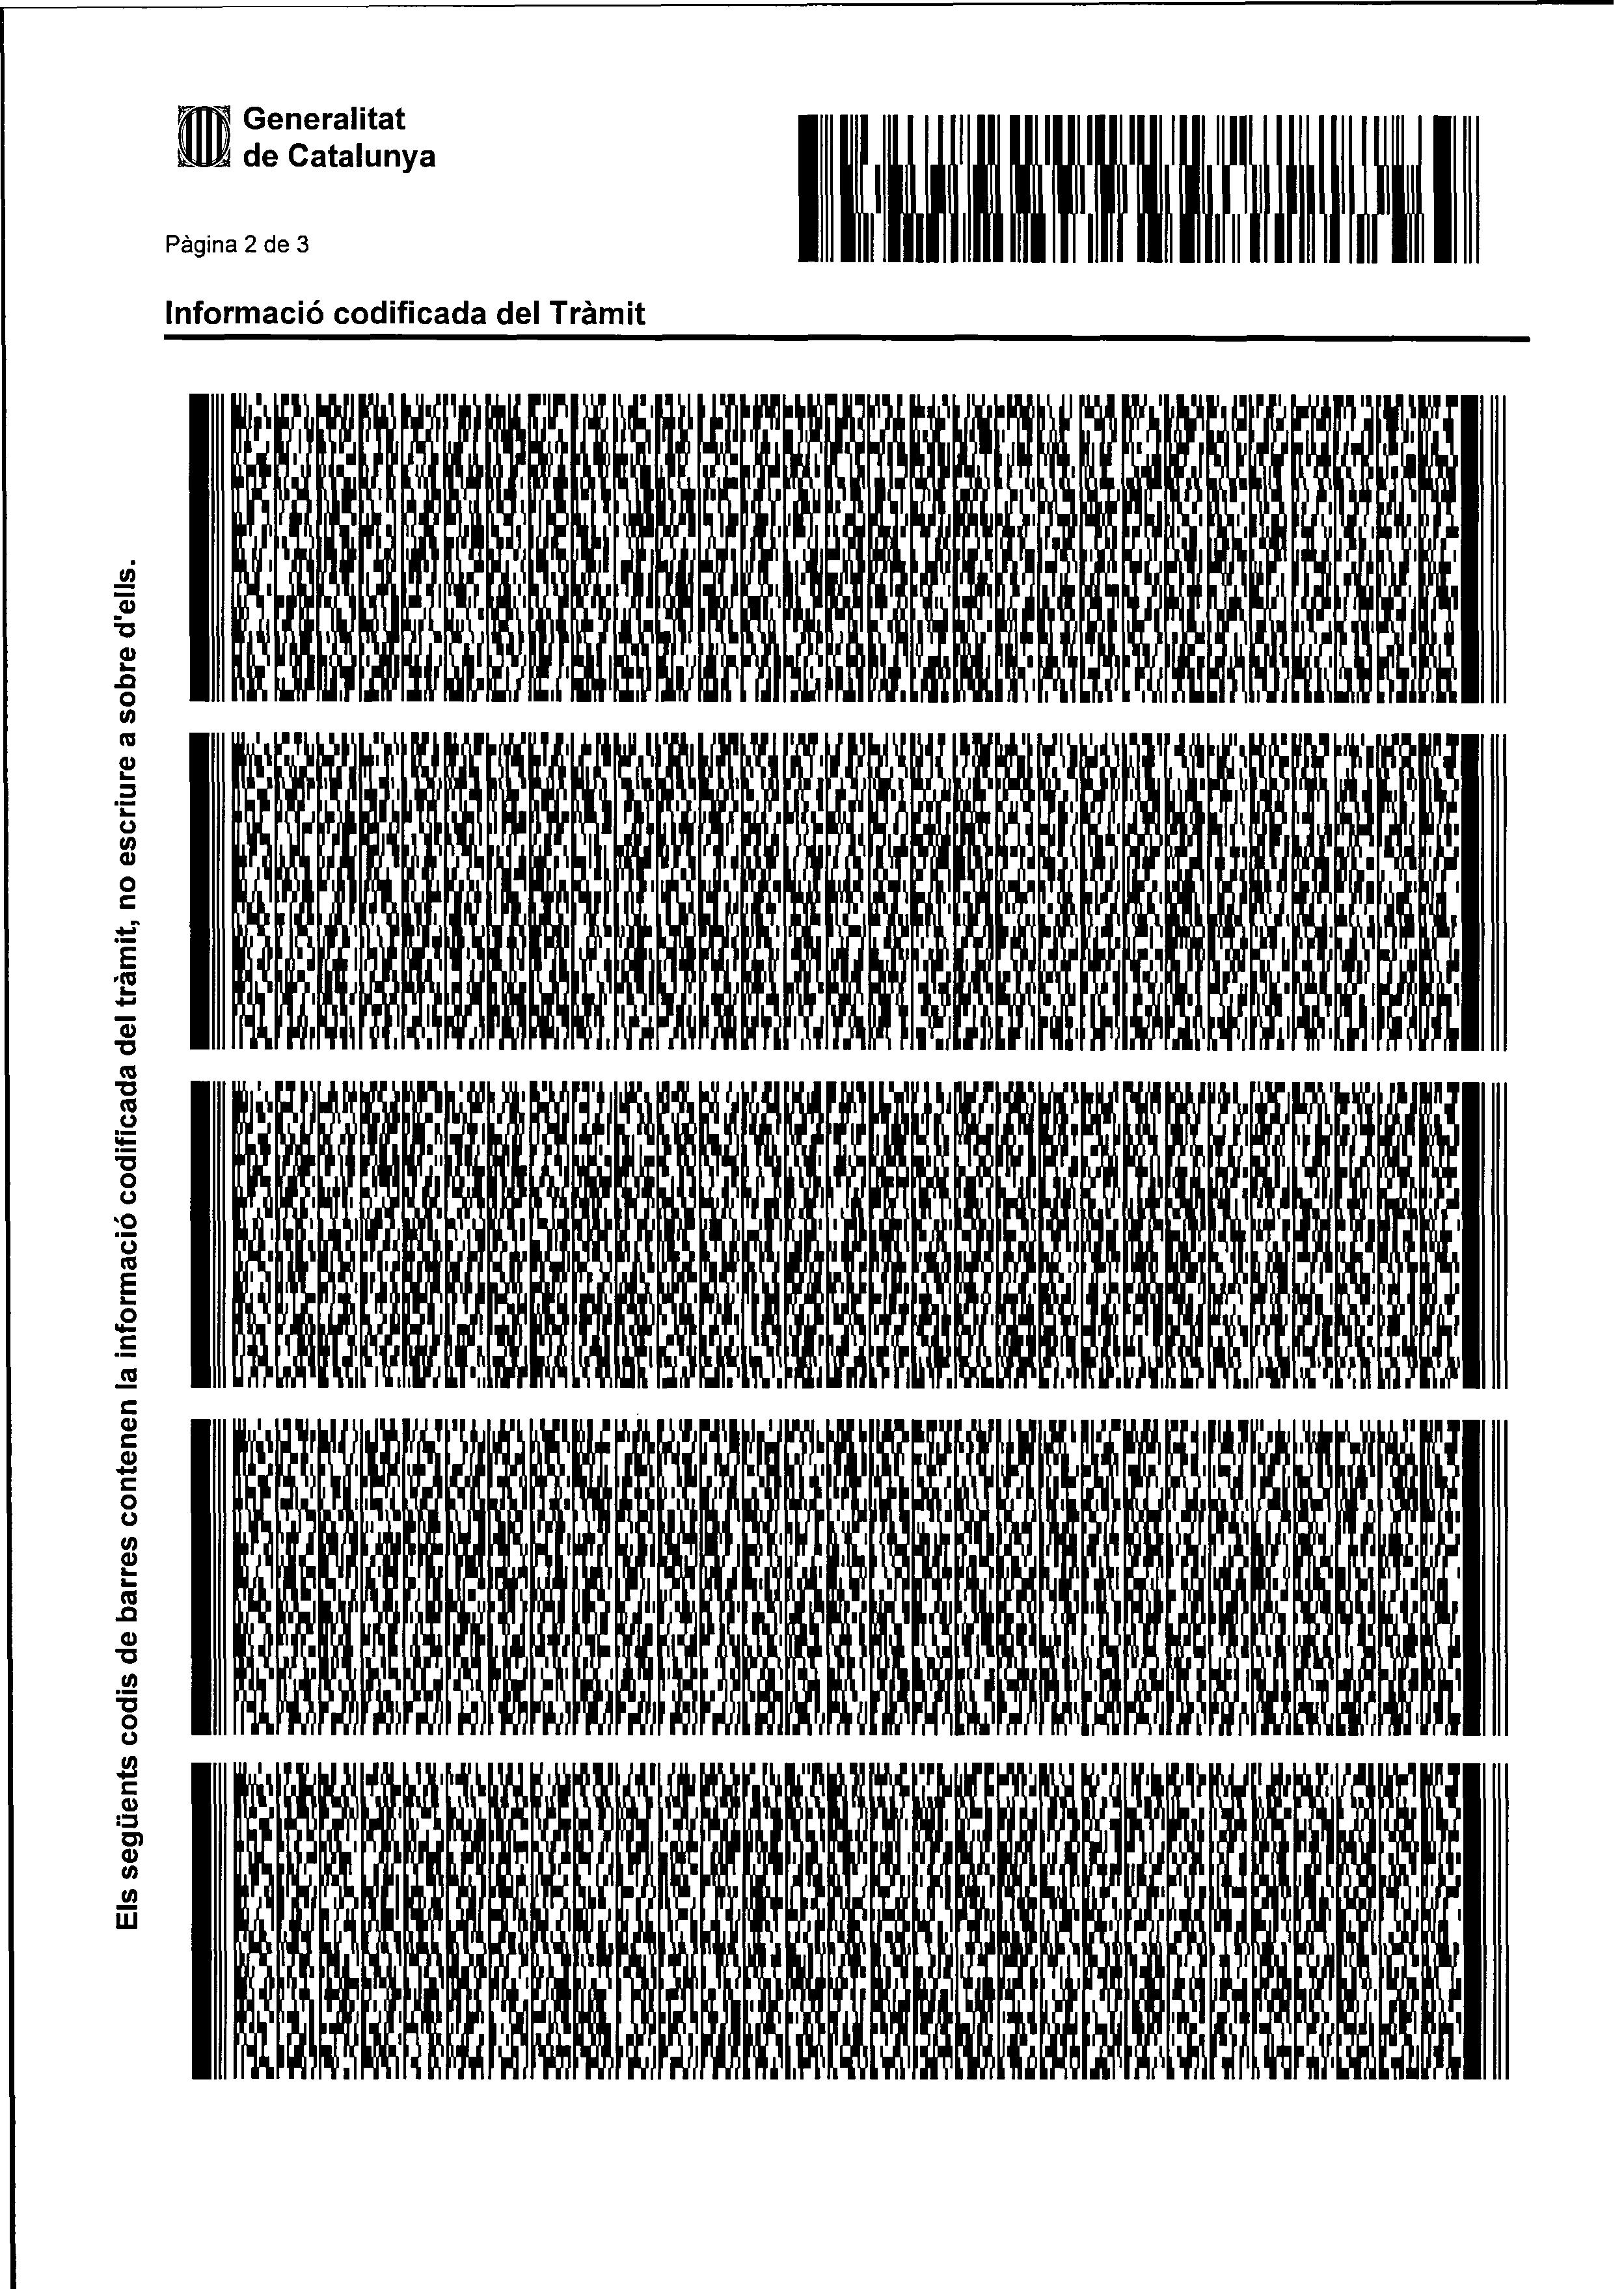 Generalitat
de Catalunya
Pàgina 2 de 3
Informació codificada del Tràmit
Els següents codis de barres contenen la informació codificada del tràmit, no escriure a sobre d'ells.